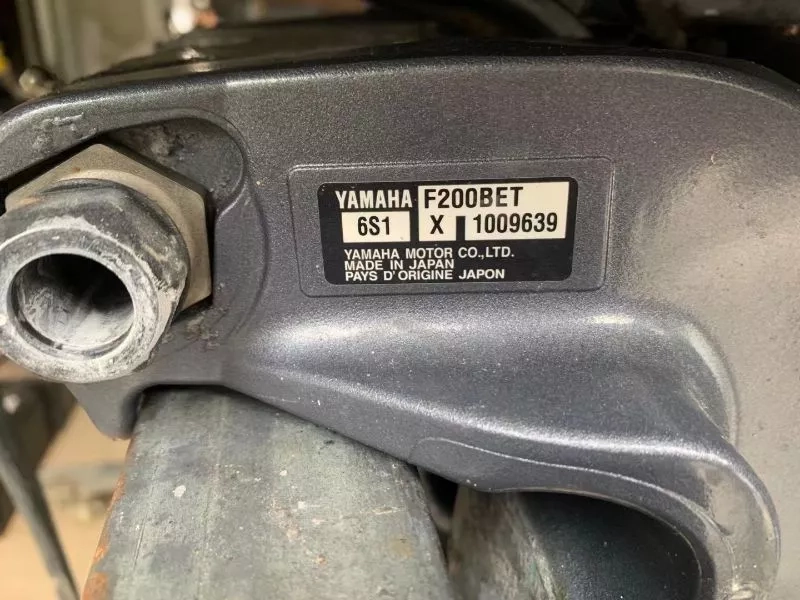 YAMAHA F200BET
6S1 X 1009639
YAMAHA MOTOR CO.,LTD.
MADE IN JAPAN
PAYS D'ORIGINE JAPON